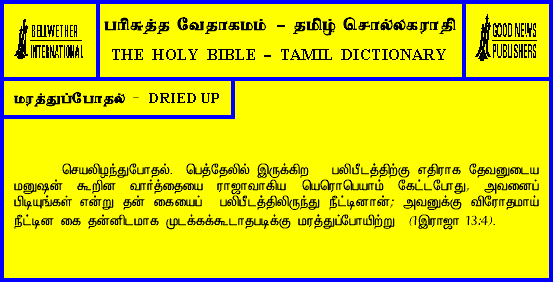 BELLWETHER
INTERNATIONAL
பரிசுத்த வேதாகமம் - தமிழ் சொல்லகராதி
THE HOLY BIBLE - TAMIL DICTIONARY
GOOD NEWS
PUBLISHERS
மரத்துப்போதல் - DRIED UP
செயலிழந்துபோதல். பெத்தேலில் இருக்கிற பலிபீடத்திற்கு எதிராக தேவனுடைய
மனுஷன் கூறின வார்த்தையை ராஜாவாகிய யெரொபெயாம் கேட்டபோது, அவனைப்
பிடியுங்கள் என்று தன் கையைப் பலிபீடத்திலிருந்து நீட்டினான்; அவனுக்கு விரோதமாய்
நீட்டின கை தன்னிடமாக முடக்கக்கூடாதபடிக்கு மரத்துப்போயிற்று (1இராஜா 13:4).